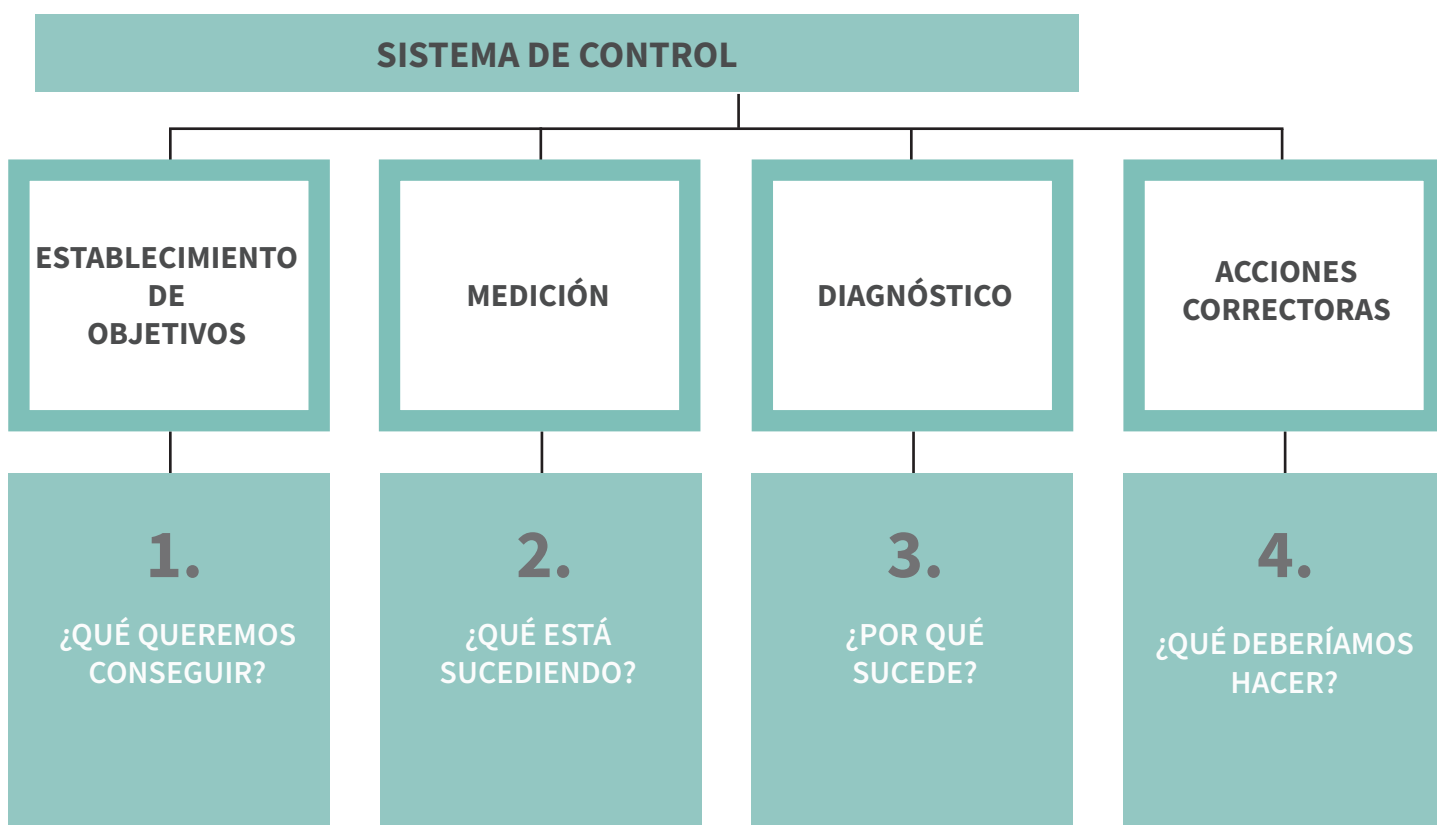 SISTEMA DE CONTROL
ESTABLECIMIENTO
DE
OBJETIVOS
MEDICIÓN
DIAGNÓSTICO
ACCIONES
CORRECTORAS
1.
¿QUÉ QUEREMOS
CONSEGUIR?
2.
¿QUÉ ESTÁ
SUCEDIENDO?
3.
¿POR QUÉ
SUCEDE?
4.
¿QUÉ DEBERÍAMOS
HACER?